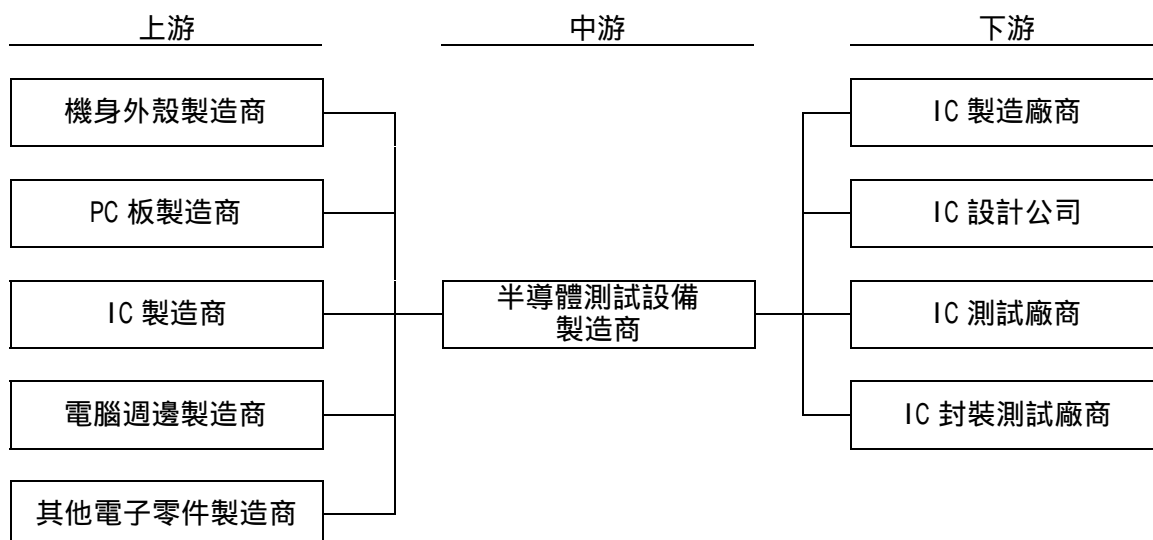 上游
中游
下游
機身外殼製造商
IC 製造廠商
PC 板製造商
IC 設計公司
IC 製造商
半導體測試設備
製造商
IC 測試廠商
電腦週邊製造商
IC 封裝測試廠商
其他電子零件製造商